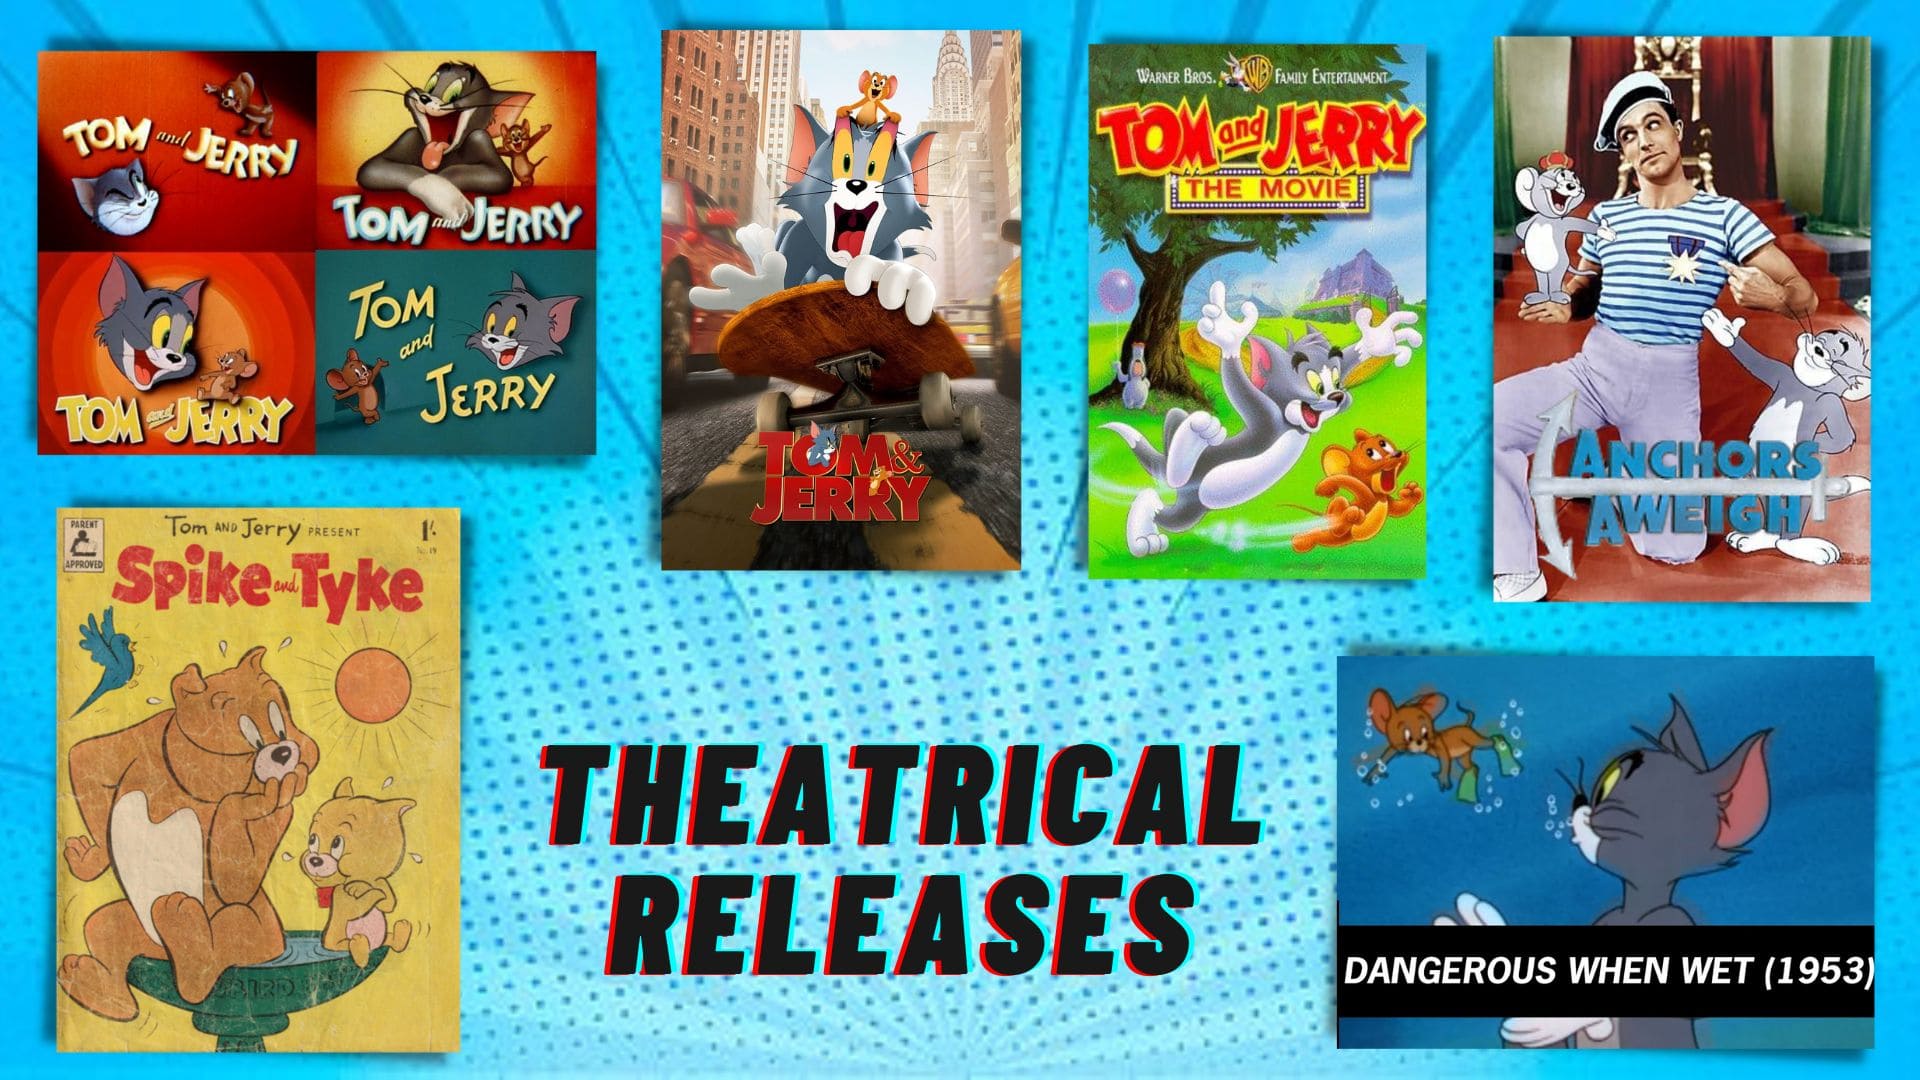 TOM and JERRY
TOM and JERRY
TOM and JERRY
TOM
and
JERRY
TOM &
JERRY
WARNER BROS. WB FAMILY ENTERTAINMENT
TOM and JERRY
THE MOVIE
ANCHORS
AWEIGH
PARENT
APPROVED
Tom AND Jerry PRESENT
1/-
No. 19
Spike and Tyke
BIRD
THEATRICAL
RELEASES
DANGEROUS WHEN WET (1953)